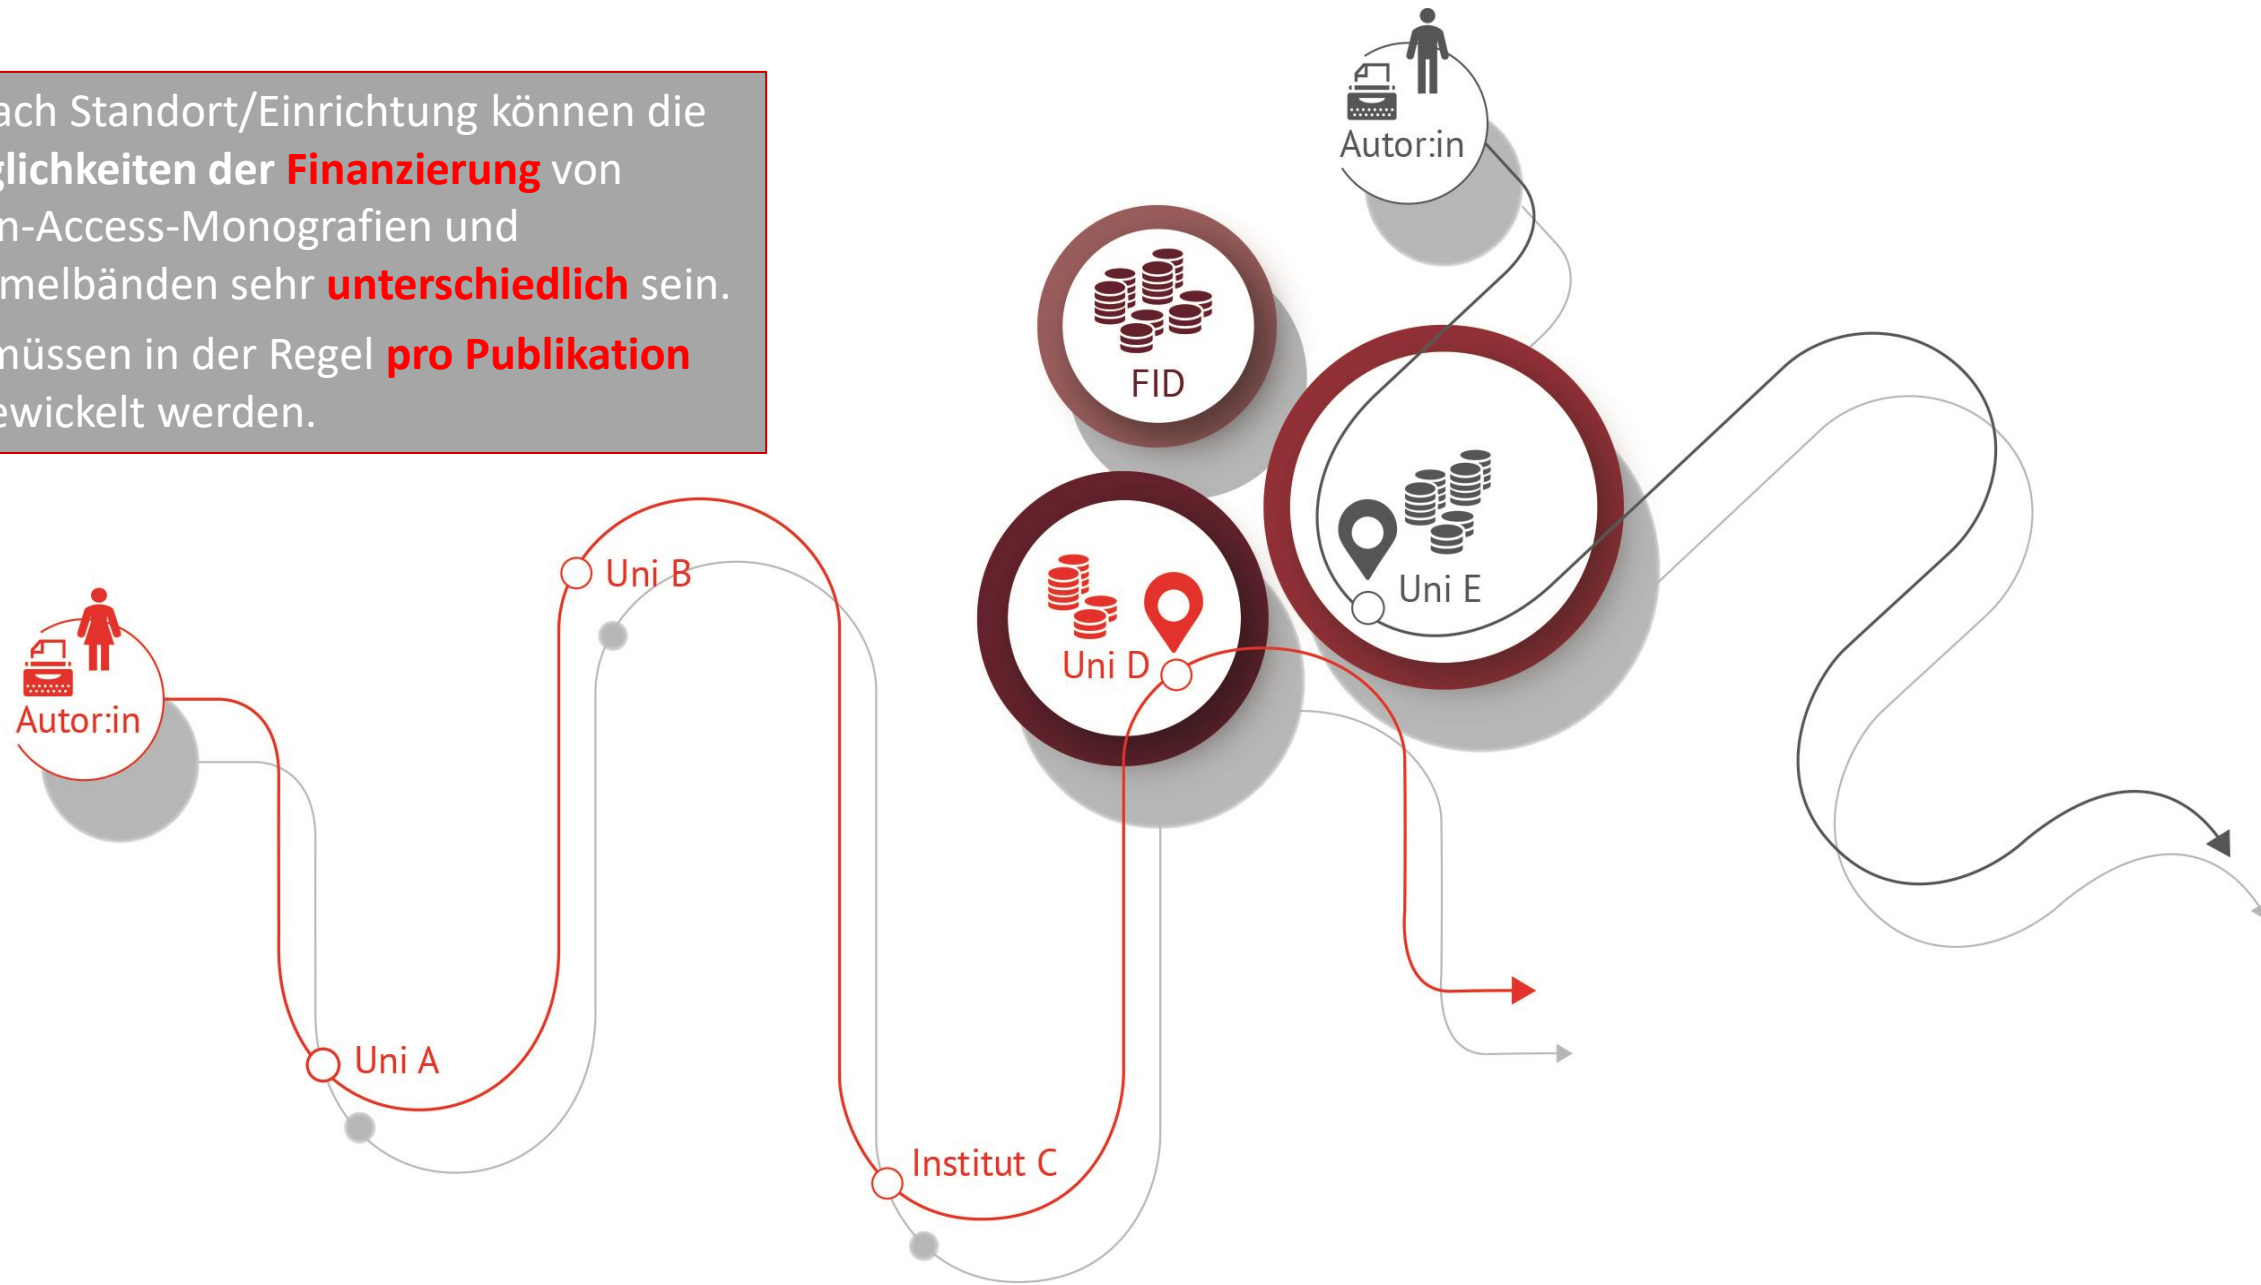 ach Standort/Einrichtung können die
glichkeiten der Finanzierung von
n-Access-Monografien und
melbänden sehr unterschiedlich sein.
müssen in der Regel pro Publikation
ewickelt werden.
Autor:in
FID
Uni B
Uni E
Uni D
Autor:in
Uni A
Institut C